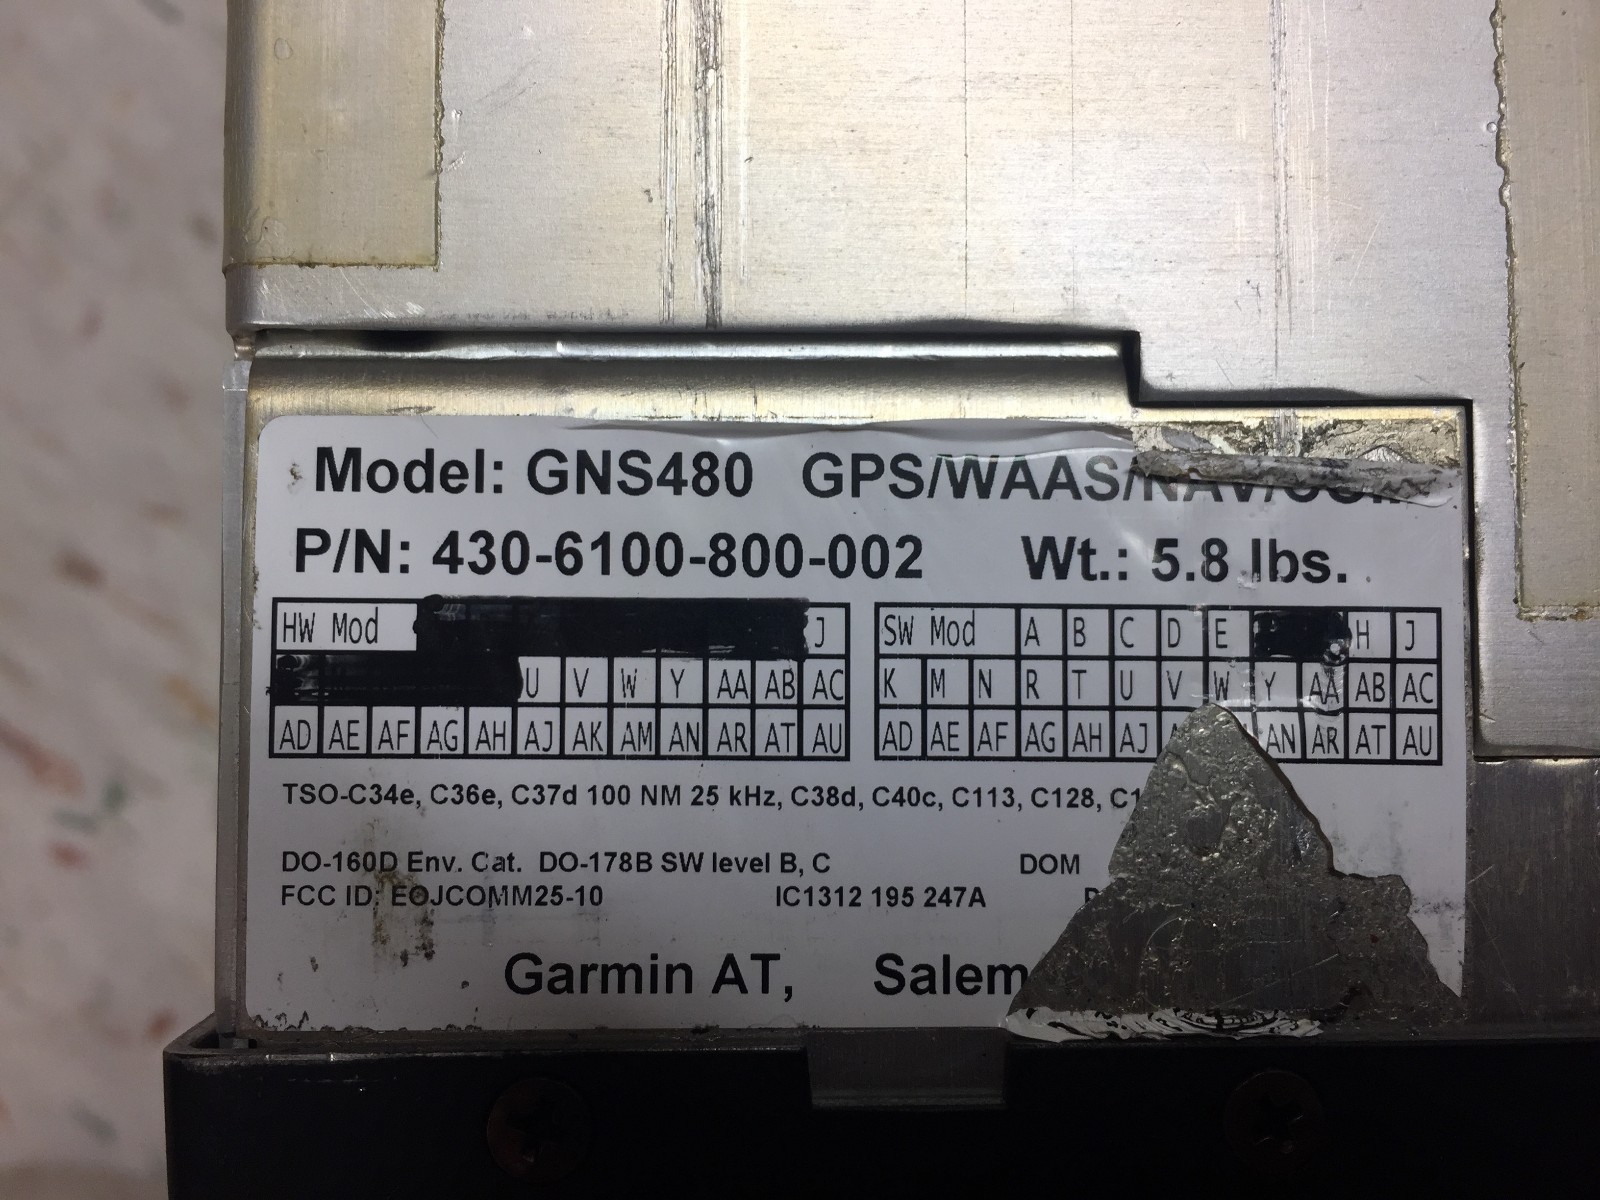 Model: GNS480 GPS/WAAS/NAV/COM
P/N: 430-6100-800-002 Wt.: 5.8 lbs.
HW Mod J
U V W Y AA AB AC
AD AE AF AG AH AJ AK AM AN AR AT AU
SW Mod A B C D E H J
K M N R T U V W Y AA AB AC
AD AE AF AG AH AJ AN AR AT AU
TSO-C34e, C36e, C37d 100 NM 25 kHz, C38d, C40c, C113, C128,
DO-160D Env. Cat. DO-178B SW level B, C DOM
FCC ID: EOJCOMM25-10 IC1312 195 247A
Garmin AT, Salem